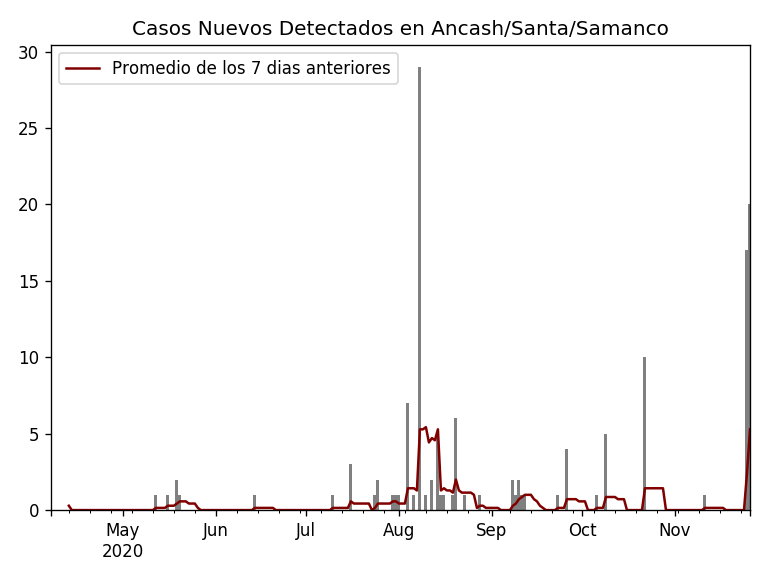 Casos Nuevos Detectados en Ancash/Santa/Samanco
Promedio de los 7 dias anteriores
30
25
20
15
10
5
0
May Jun Jul Aug Sep Oct Nov
2020